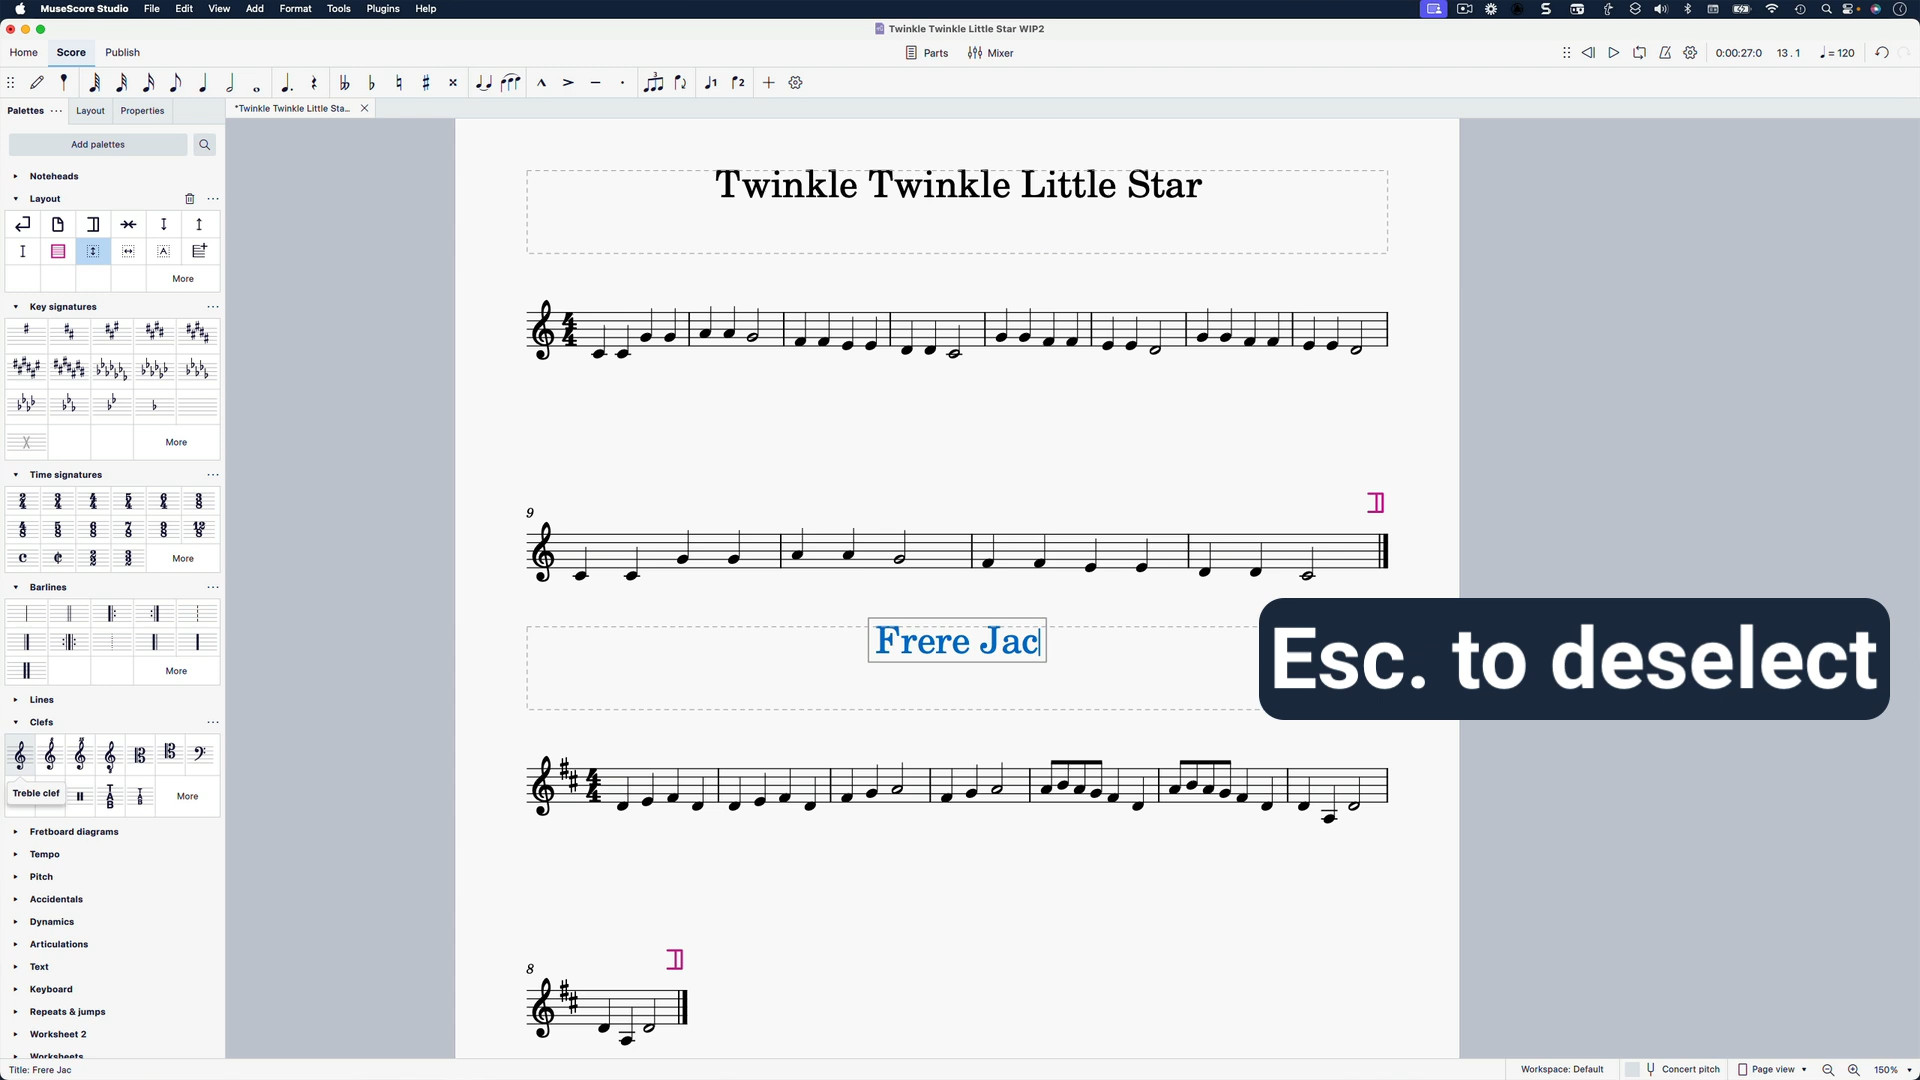 MuseScore Studio File Edit View Add Format Tools Plugins Help
Twinkle Twinkle Little Star WIP2
Home Score Publish
Parts Mixer
0:00:27:0 13.1 = 120
Palettes Layout Properties
*Twinkle Twinkle Little Sta...
Add palettes
Noteheads
Layout
More
Key signatures
More
Time signatures
More
Barlines
More
Lines
Clefs
Treble clef
More
Fretboard diagrams
Tempo
Pitch
Accidentals
Dynamics
Articulations
Text
Keyboard
Repeats & jumps
Worksheet 2
Worksheets
Twinkle Twinkle Little Star
9
Frere Jac
8
Esc. to deselect
Title: Frere Jac
Workspace: Default Concert pitch Page view 150%